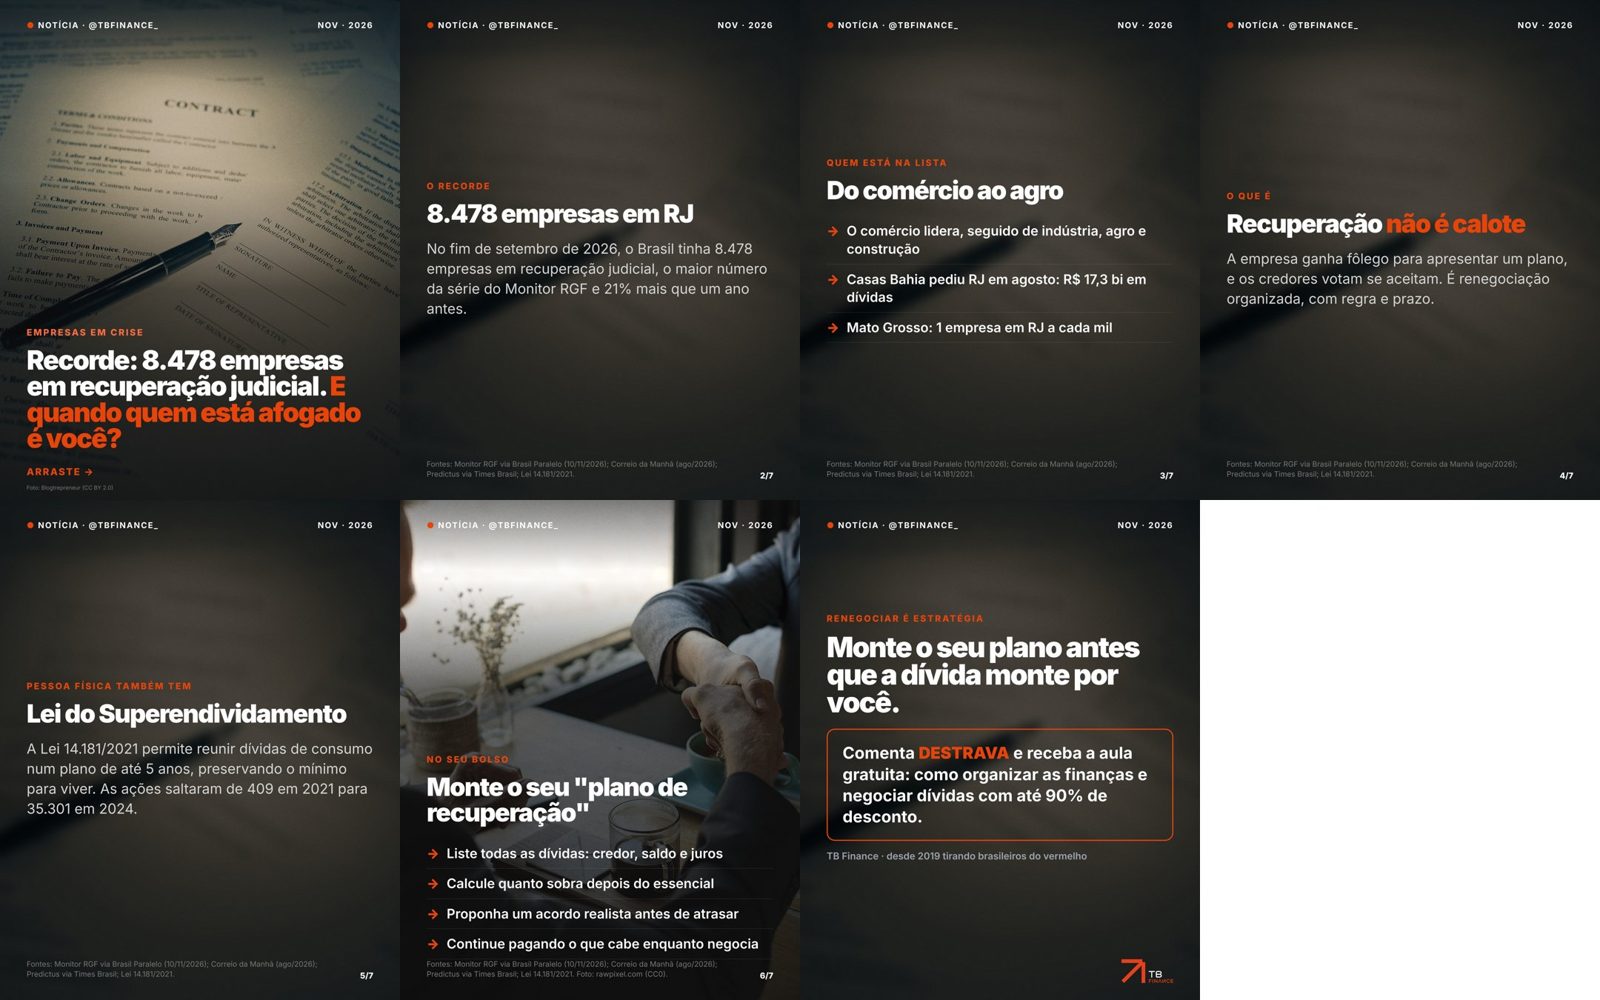 NOTÍCIA · @TBFINANCE_
NOV · 2026
CONTRACT
TERMS & CONDITIONS
SIGNATURE
NAME
TITLE OF REPRESENTATIVE
DATE OF SIGNATURE
EMPRESAS EM CRISE
Recorde: 8.478 empresas
em recuperação judicial. E
quando quem está afogado
é você?
ARRASTE →
Foto: Blogtrepreneur (CC BY 2.0)
NOTÍCIA · @TBFINANCE_
NOV · 2026
O RECORDE
8.478 empresas em RJ
No fim de setembro de 2026, o Brasil tinha 8.478
empresas em recuperação judicial, o maior número
da série do Monitor RGF e 21% mais que um ano
antes.
Fontes: Monitor RGF via Brasil Paralelo (10/11/2026); Correio da Manhã (ago/2026);
Predictus via Times Brasil; Lei 14.181/2021.
2/7
NOTÍCIA · @TBFINANCE_
NOV · 2026
QUEM ESTÁ NA LISTA
Do comércio ao agro
→ O comércio lidera, seguido de indústria, agro e
construção
→ Casas Bahia pediu RJ em agosto: R$ 17,3 bi em
dívidas
→ Mato Grosso: 1 empresa em RJ a cada mil
Fontes: Monitor RGF via Brasil Paralelo (10/11/2026); Correio da Manhã (ago/2026);
Predictus via Times Brasil; Lei 14.181/2021.
3/7
NOTÍCIA · @TBFINANCE_
NOV · 2026
O QUE É
Recuperação não é calote
A empresa ganha fôlego para apresentar um plano,
e os credores votam se aceitam. É renegociação
organizada, com regra e prazo.
Fontes: Monitor RGF via Brasil Paralelo (10/11/2026); Correio da Manhã (ago/2026);
Predictus via Times Brasil; Lei 14.181/2021.
4/7
NOTÍCIA · @TBFINANCE_
NOV · 2026
PESSOA FÍSICA TAMBÉM TEM
Lei do Superendividamento
A Lei 14.181/2021 permite reunir dívidas de consumo
num plano de até 5 anos, preservando o mínimo
para viver. As ações saltaram de 409 em 2021 para
35.301 em 2024.
Fontes: Monitor RGF via Brasil Paralelo (10/11/2026); Correio da Manhã (ago/2026);
Predictus via Times Brasil; Lei 14.181/2021.
5/7
NOTÍCIA · @TBFINANCE_
NOV · 2026
NO SEU BOLSO
Monte o seu "plano de
recuperação"
→ Liste todas as dívidas: credor, saldo e juros
→ Calcule quanto sobra depois do essencial
→ Proponha um acordo realista antes de atrasar
→ Continue pagando o que cabe enquanto negocia
Fontes: Monitor RGF via Brasil Paralelo (10/11/2026); Correio da Manhã (ago/2026);
Predictus via Times Brasil; Lei 14.181/2021. Foto: rawpixel.com (CC0).
6/7
NOTÍCIA · @TBFINANCE_
NOV · 2026
RENEGOCIAR É ESTRATÉGIA
Monte o seu plano antes
que a dívida monte por
você.
Comenta DESTRAVA e receba a aula
gratuita: como organizar as finanças e
negociar dívidas com até 90% de
desconto.
TB Finance · desde 2019 tirando brasileiros do vermelho
TB
FINANCE